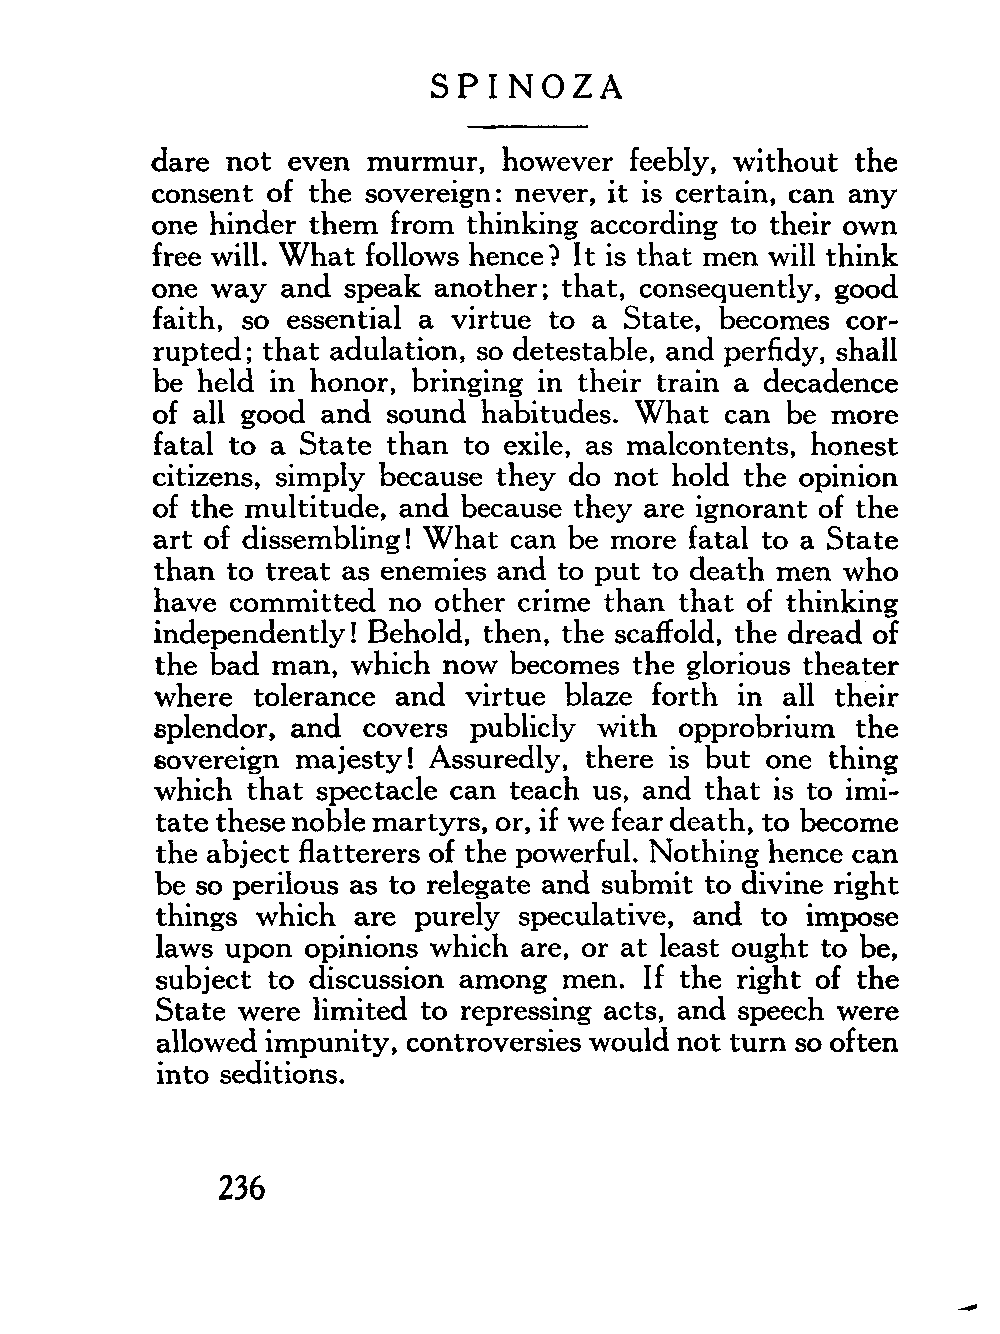 SPINOZA
dare not even murmur, however feebly, without the
consent of the sovereign: never, it is certain, can any
one hinder them from thinking according to their own
free will. What follows hence? It is that men will think
one way and speak another; that, consequently, good
faith, so essential a virtue to a State, becomes cor-
rupted; that adulation, so detestable, and perfidy, shall
be held in honor, bringing in their train a decadence
of all good and sound habitudes. What can be more
fatal to a State than to exile, as malcontents, honest
citizens, simply because they do not hold the opinion
of the multitude, and because they are ignorant of the
art of dissembling! What can be more fatal to a State
than to treat as enemies and to put to death men who
have committed no other crime than that of thinking
independently! Behold, then, the scaffold, the dread of
the bad man, which now becomes the glorious theater
where tolerance and virtue blaze forth in all their
splendor, and covers publicly with opprobrium the
sovereign majesty! Assuredly, there is but one thing
which that spectacle can teach us, and that is to imi-
tate these noble martyrs, or, if we fear death, to become
the abject flatterers of the powerful. Nothing hence can
be so perilous as to relegate and submit to divine right
things which are purely speculative, and to impose
laws upon opinions which are, or at least ought to be,
subject to discussion among men. If the right of the
State were limited to repressing acts, and speech were
allowed impunity, controversies would not turn so often
into seditions.
236